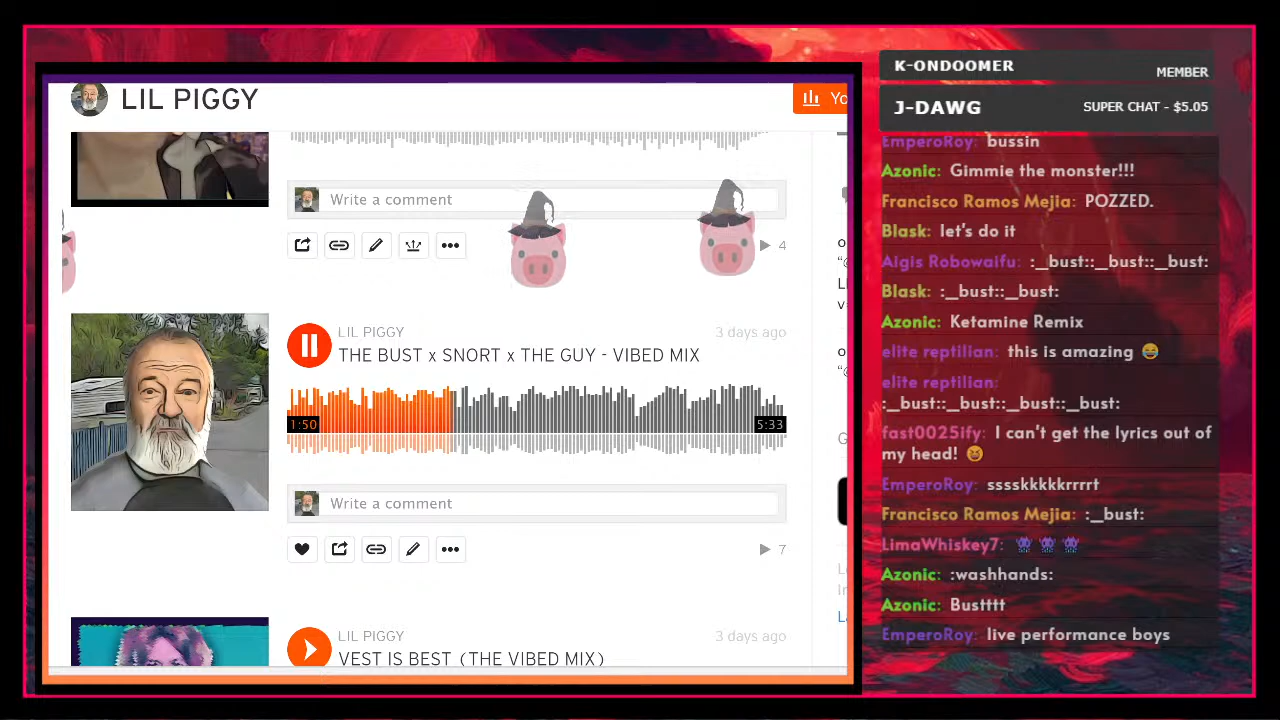 LIL PIGGY
Yo
Write a comment
4
LIL PIGGY
3 days ago
THE BUST x SNORT x THE GUY - VIBED MIX
1:50
5:33
Write a comment
7
LIL PIGGY
3 days ago
VEST IS BEST (THE VIBED MIX)
K-ONDOOMER
MEMBER
J-DAWG
SUPER CHAT - $5.05
EmperoRoy: bussin
Azonic: Gimmie the monster!!!
Francisco Ramos Mejia: POZZED.
Blask: let's do it
Aigis Robowaifu: :_bust::_bust::_bust:
Blask: :_bust::_bust:
Azonic: Ketamine Remix
elite reptilian: this is amazing 😂
elite reptilian:
:_bust::_bust::_bust::_bust:
fast0025ify: I can't get the lyrics out of
my head! 😆
EmperoRoy: sssskkkkrrrrt
Francisco Ramos Mejia: :_bust:
LimaWhiskey7: 👾 👾 👾
Azonic: :washhands:
Azonic: Bustttt
EmperoRoy: live performance boys